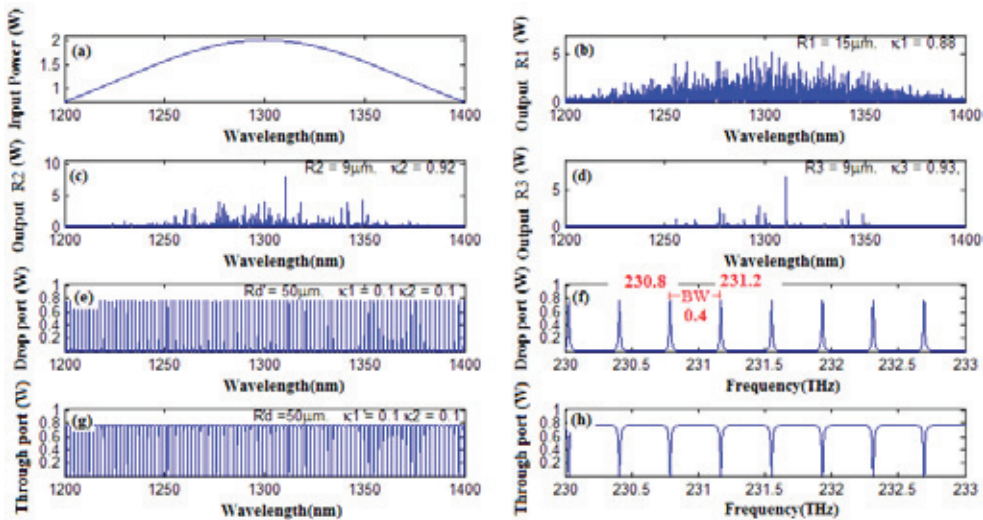 Input Power (W)
2
1.5
1
(a)
1200 1250 1300 1350 1400
Wavelength(nm)
Output R1 (W)
5
0
(b)
R1 = 15μm. κ1 = 0.88
1200 1250 1300 1350 1400
Wavelength(nm)
Output R2 (W)
10
5
0
(c)
R2 = 9μm. κ2 = 0.92
1200 1250 1300 1350 1400
Wavelength(nm)
Output R3 (W)
5
0
(d)
R3 = 9μm. κ3 = 0.93,
1200 1250 1300 1350 1400
Wavelength(nm)
Drop port (W)
1
0.8
0.6
0.4
0.2
(e)
Rd' = 50μm. κ1 = 0.1 κ2 = 0.1
1200 1250 1300 1350 1400
Wavelength(nm)
Drop port (W)
1
0.8
0.6
0.4
0.2
230.8 231.2
BW
0.4
(f)
230 230.5 231 231.5 232 232.5 233
Frequency(THz)
Through port (W)
1
0.8
0.6
0.4
0.2
(g)
Rd =50μm. κ1'= 0.1 κ2 = 0.1
1200 1250 1300 1350 1400
Wavelength(nm)
Through port (W)
1
0.8
0.6
0.4
0.2
(h)
230 230.5 231 231.5 232 232.5 233
Frequency(THz)